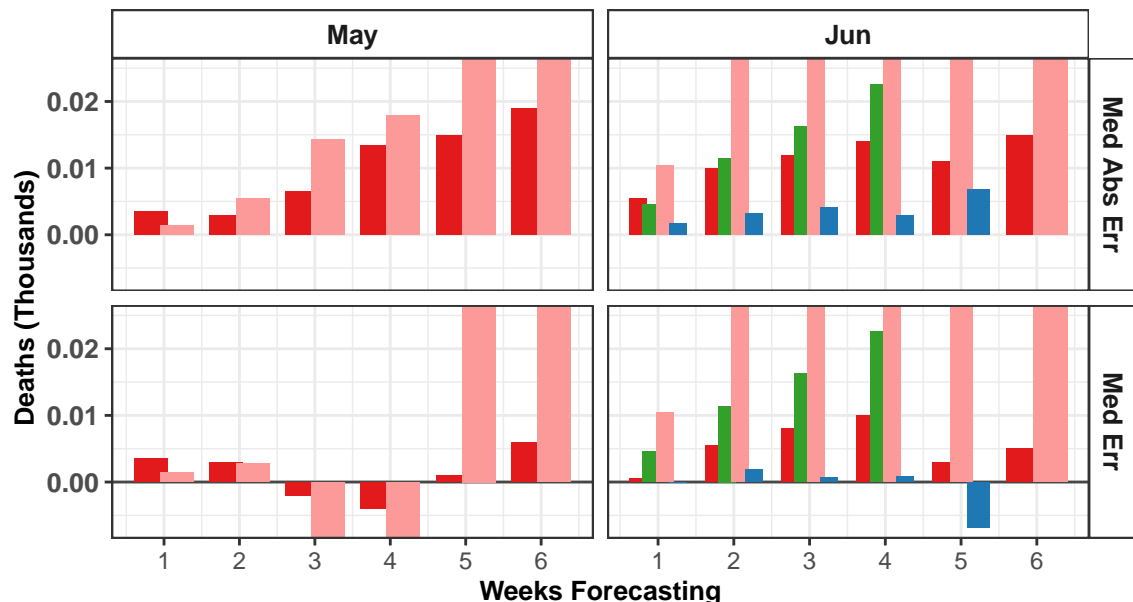 May Jun
0.02
0.01
0.00
Med Abs Err
0.02
0.01
0.00
Med Err
Deaths (Thousands)
1 2 3 4 5 6 1 2 3 4 5 6
Weeks Forecasting